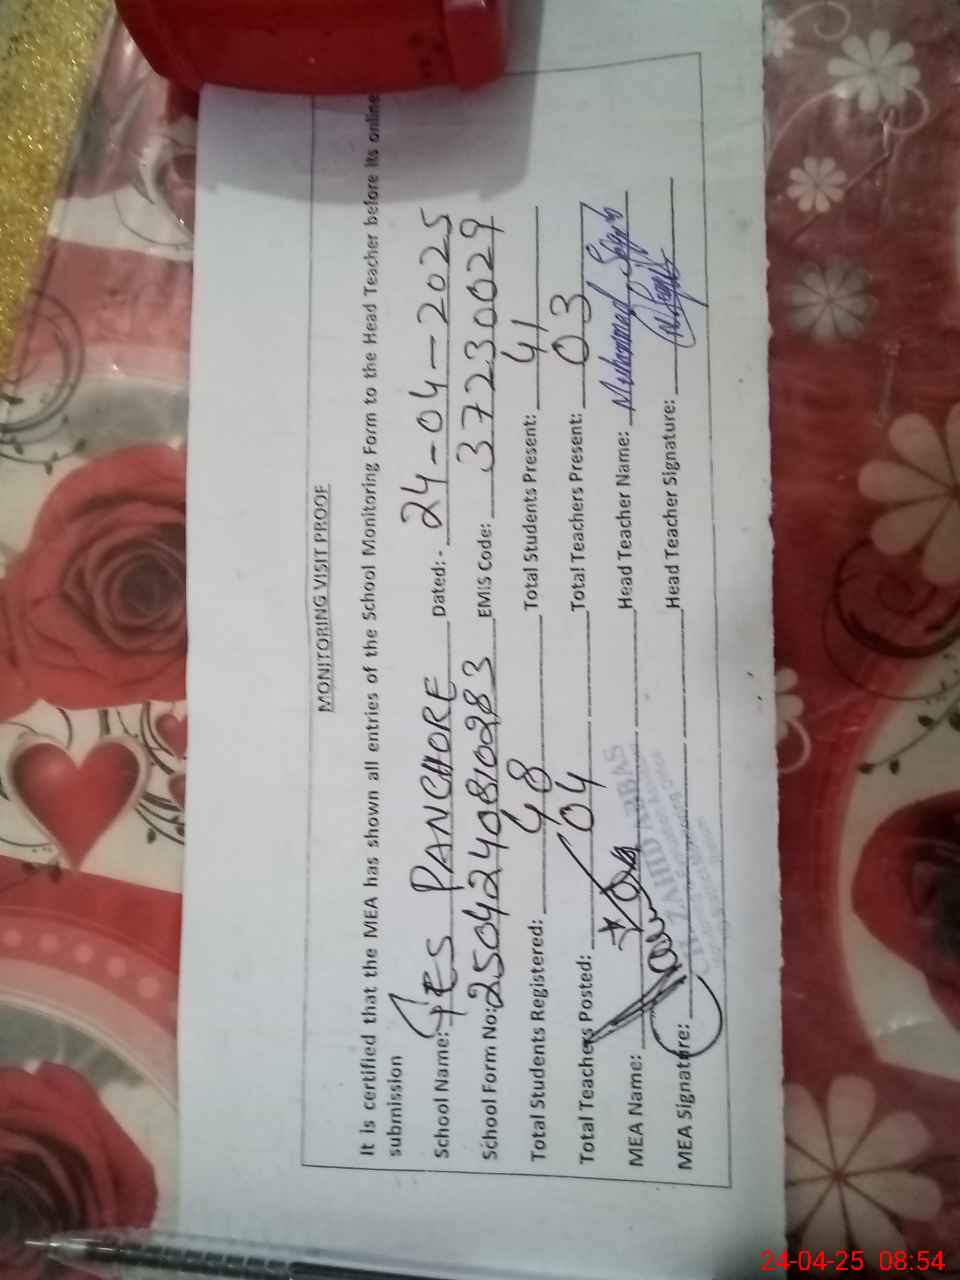 MONITORING VISIT PROOF
It is certified that the MEA has shown all entries of the School Monitoring Form to the Head Teacher before its online
submission
School Name: GES PANCHORE Dated:- 24-04-2025
School Form No: 2504240810283 EMIS Code: 37230029
Total Students Registered: 48 Total Students Present: 41
Total Teachers Posted: 04 Total Teachers Present: 03
MEA Name: Head Teacher Name: Muhammad
MEA Signature: Head Teacher Signature:
ZAHID ABBAS
24-04-25 08:54